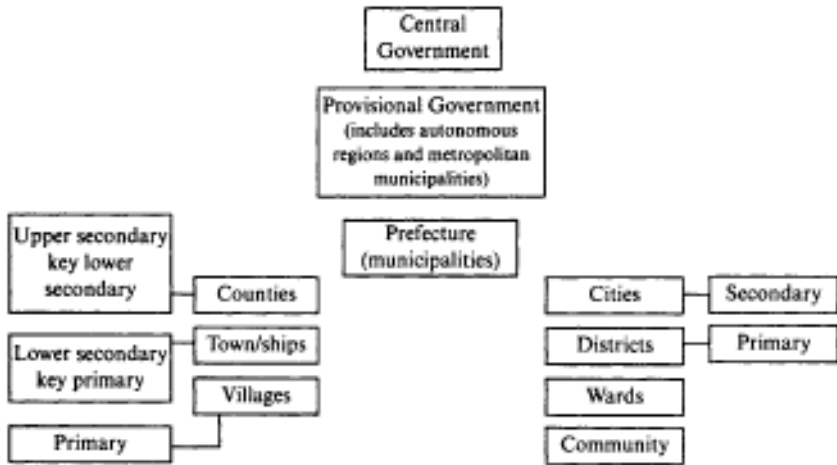 Central
Government
Provisional Government
(includes autonomous
regions and metropolitan
municipalities)
Prefecture
(municipalities)
Upper secondary
key lower
secondary
Counties
Cities
Secondary
Lower secondary
key primary
Town/ships
Districts
Primary
Villages
Wards
Primary
Community